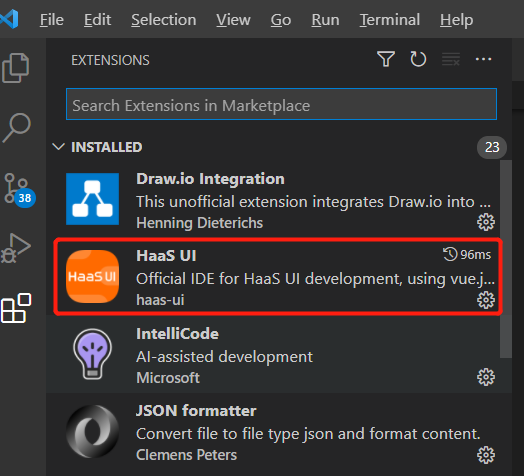 File Edit Selection View Go Run Terminal Help
EXTENSIONS
Search Extensions in Marketplace
INSTALLED 23
Draw.io Integration
This unofficial extension integrates Draw.io into ...
Henning Dieterichs
38
HaaS UI 96ms
HaaS UI
Official IDE for HaaS UI development, using vue.j...
haas-ui
IntelliCode
AI-assisted development
Microsoft
JSON formatter
Convert file to file type json and format content.
Clemens Peters